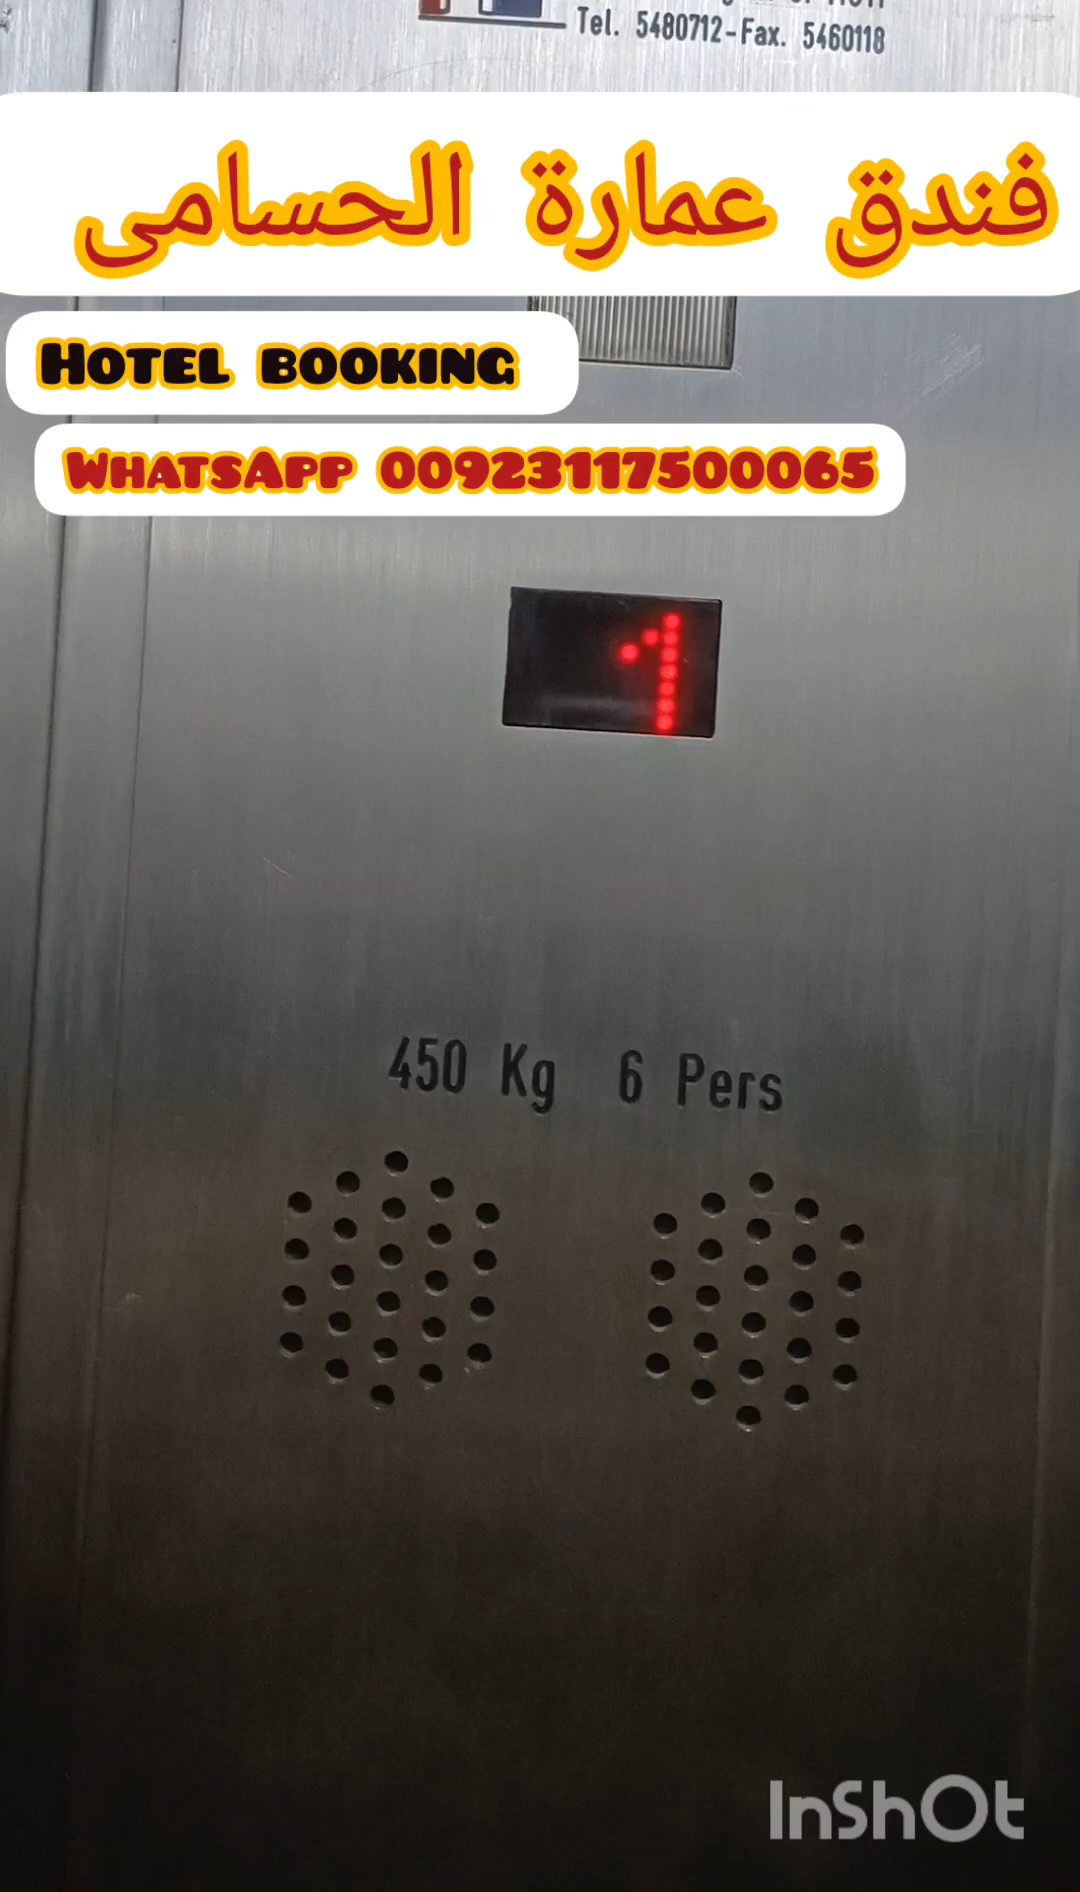 Tel. 5480712-Fax. 5460118
فندق عمارة الحسامى
HOTEL BOOKING
WHATSAPP 00923117500065
1
450 Kg 6 Pers
InShOt